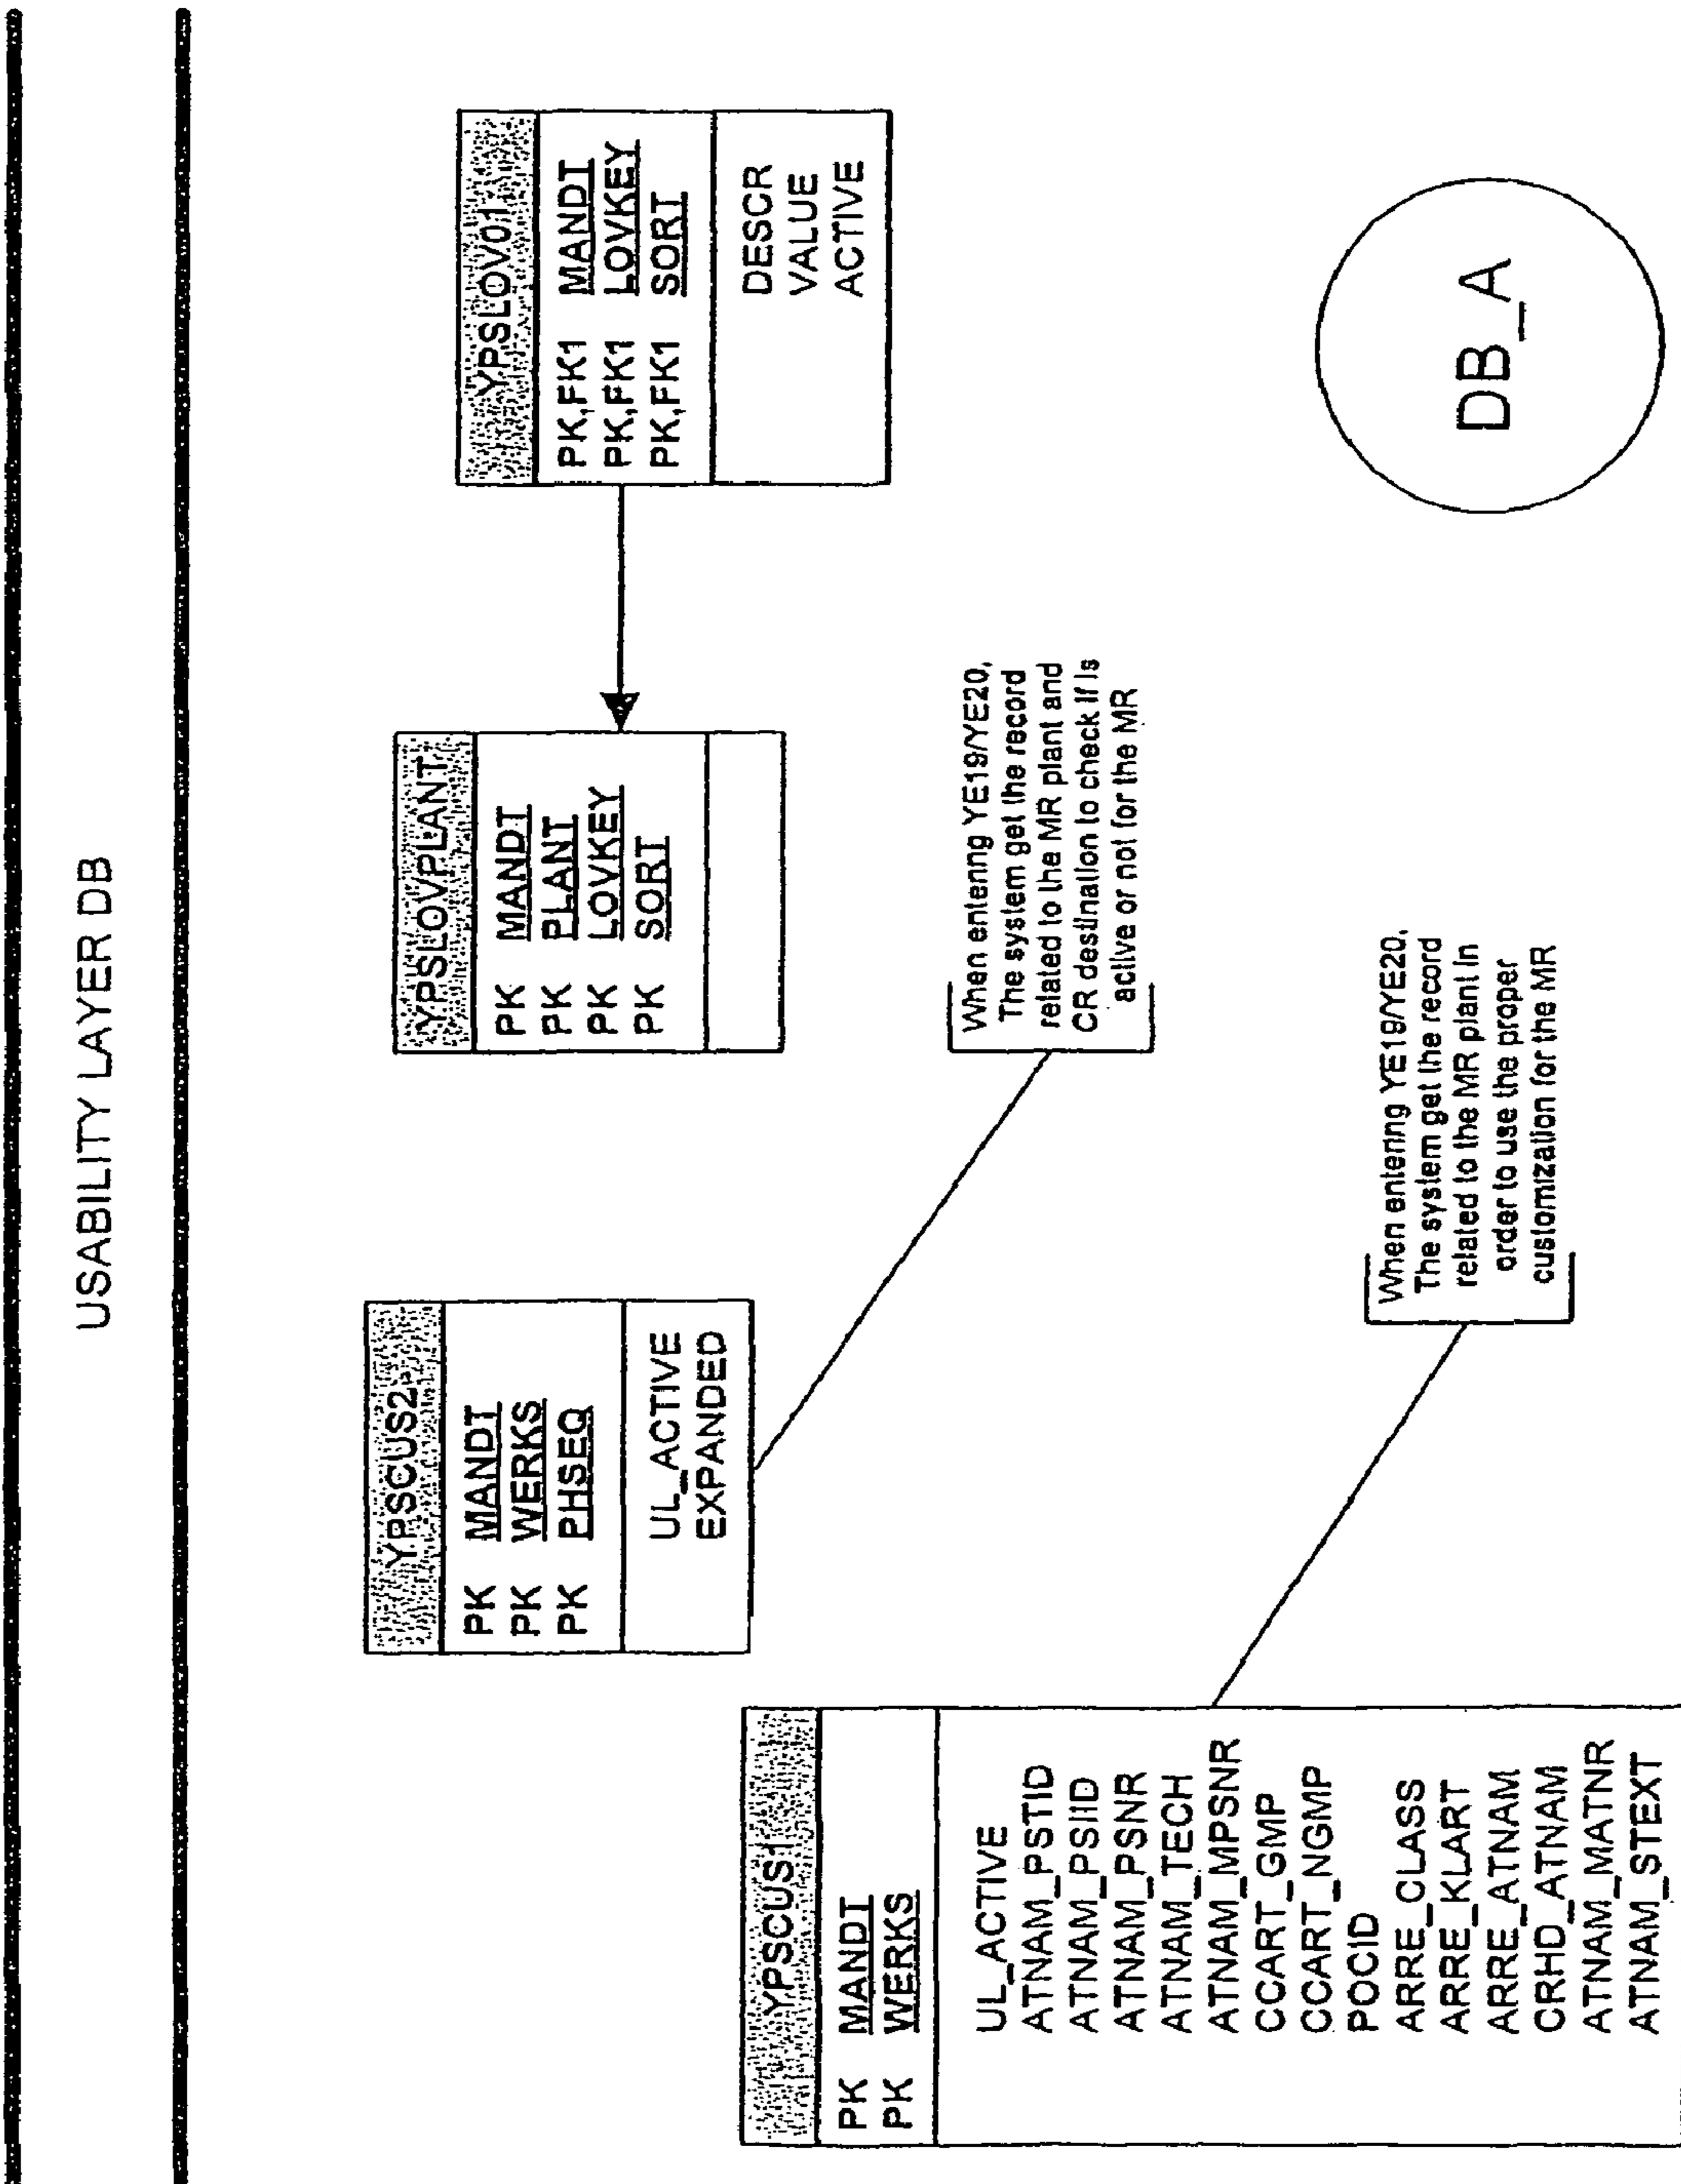 USABILITY LAYER DB
YPSCUS1
PK MANDT
PK WERKS
UL_ACTIVE
ATNAM_PSTID
ATNAM_PSIID
ATNAM_PSNR
ATNAM_TECH
ATNAM_MPSNR
CCART_GMP
CCART_NGMP
POCID
ARRE_CLASS
ARRE_KLART
ARRE_ATNAM
CRHD_ATNAM
ATNAM_MATNR
ATNAM_STEXT
YPSCUS2
PK MANDT
PK WERKS
PK PHSEQ
UL_ACTIVE
EXPANDED
YPSLOVPLANT
PK MANDT
PK PLANT
PK LOVKEY
PK SORT
YPSLOV01
PK,FK1 MANDT
PK,FK1 LOVKEY
PK,FK1 SORT
DESCR
VALUE
ACTIVE
When entering YE19/YE20,
The system get the record
related to the MR plant and
CR destination to check if is
active or not for the MR
When entering YE19/YE20,
The system get the record
related to the MR plant in
order to use the proper
customization for the MR
DB_A